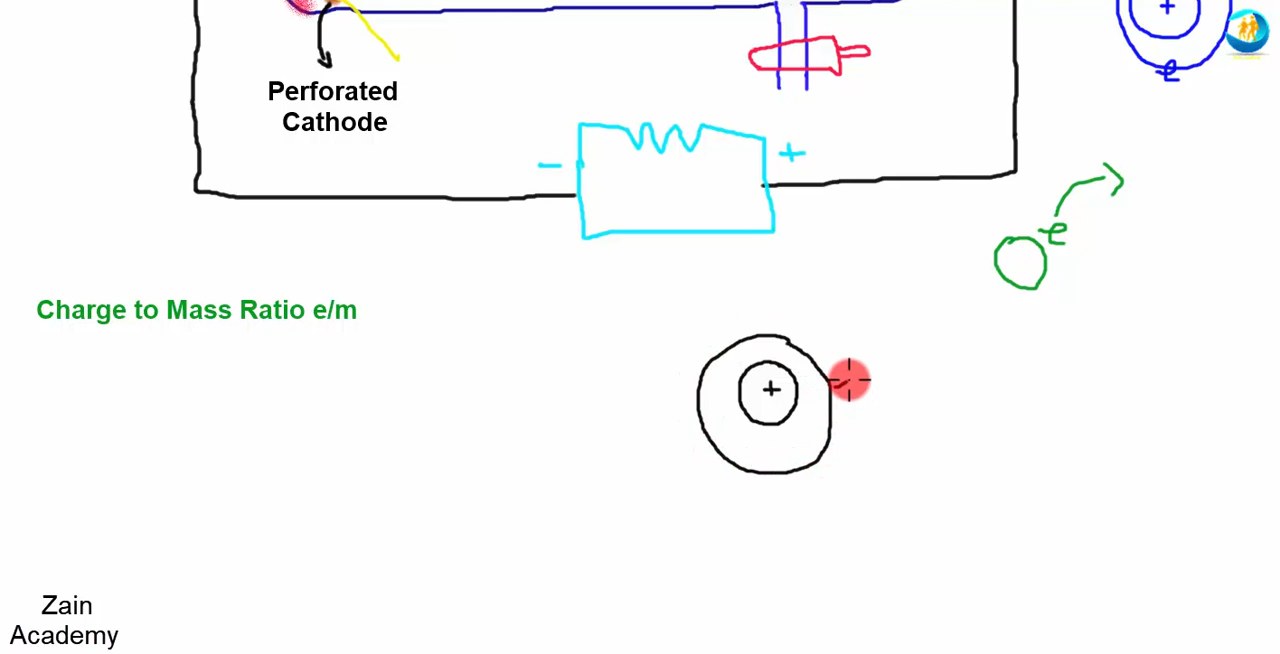 +
e
Perforated
Cathode
- +
e
Charge to Mass Ratio e/m
+
Zain
Academy